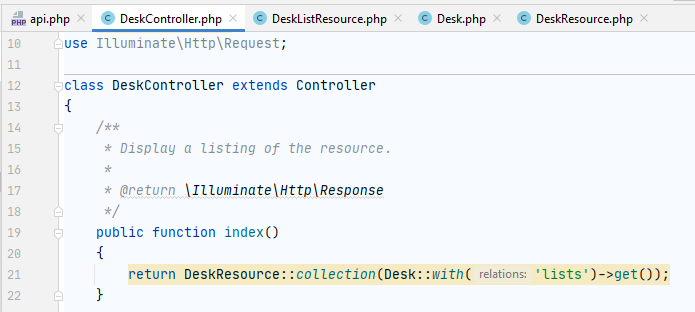 api.php DeskController.php DeskListResource.php Desk.php DeskResource.php
10 use Illuminate\Http\Request;
11
12 class DeskController extends Controller
13 {
14 /**
15 * Display a listing of the resource.
16 *
17 * @return \Illuminate\Http\Response
18 */
19 public function index()
20 {
21 return DeskResource::collection(Desk::with( relations: 'lists')->get());
22 }